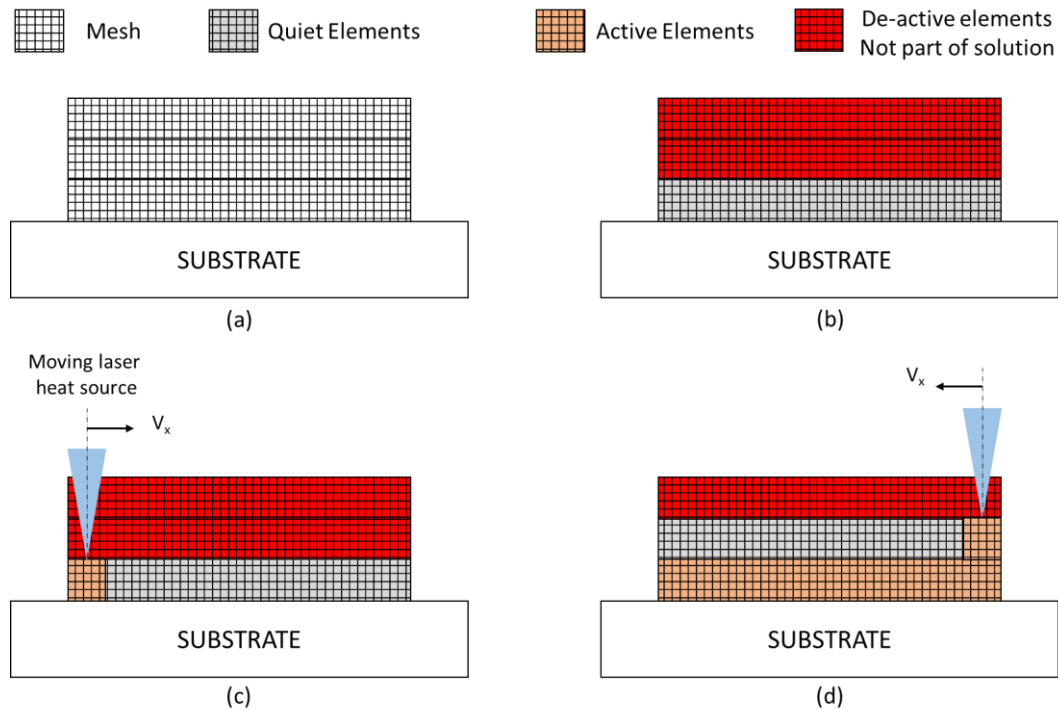 Mesh
Quiet Elements
Active Elements
De-active elements
Not part of solution
SUBSTRATE
(a)
SUBSTRATE
(b)
Moving laser
heat source
Vx
SUBSTRATE
(c)
Vx
SUBSTRATE
(d)